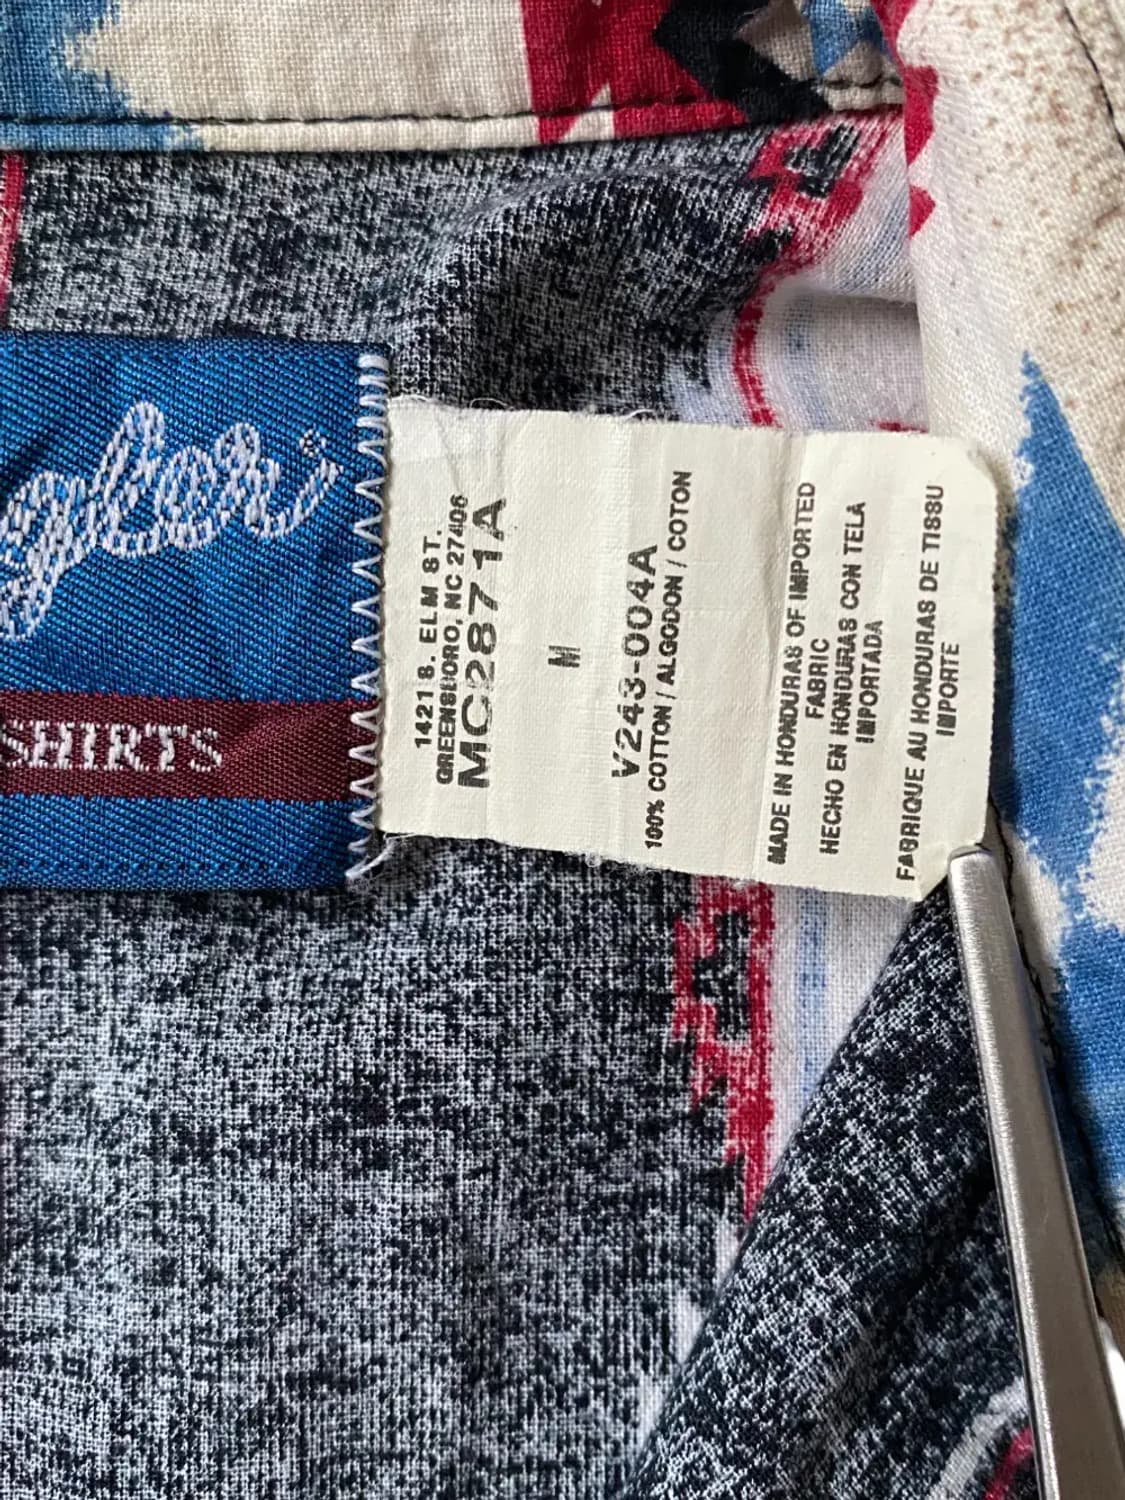 gler
SHIRTS
1421 S. ELM ST.
GREENSBORO, NC 27406
MC2871A
M
V243-004A
100% COTTON / ALGODON / COTON
MADE IN HONDURAS OF IMPORTED
FABRIC
HECHO EN HONDURAS CON TELA
IMPORTADA
FABRIQUE AU HONDURAS DE TISSU
IMPORTE